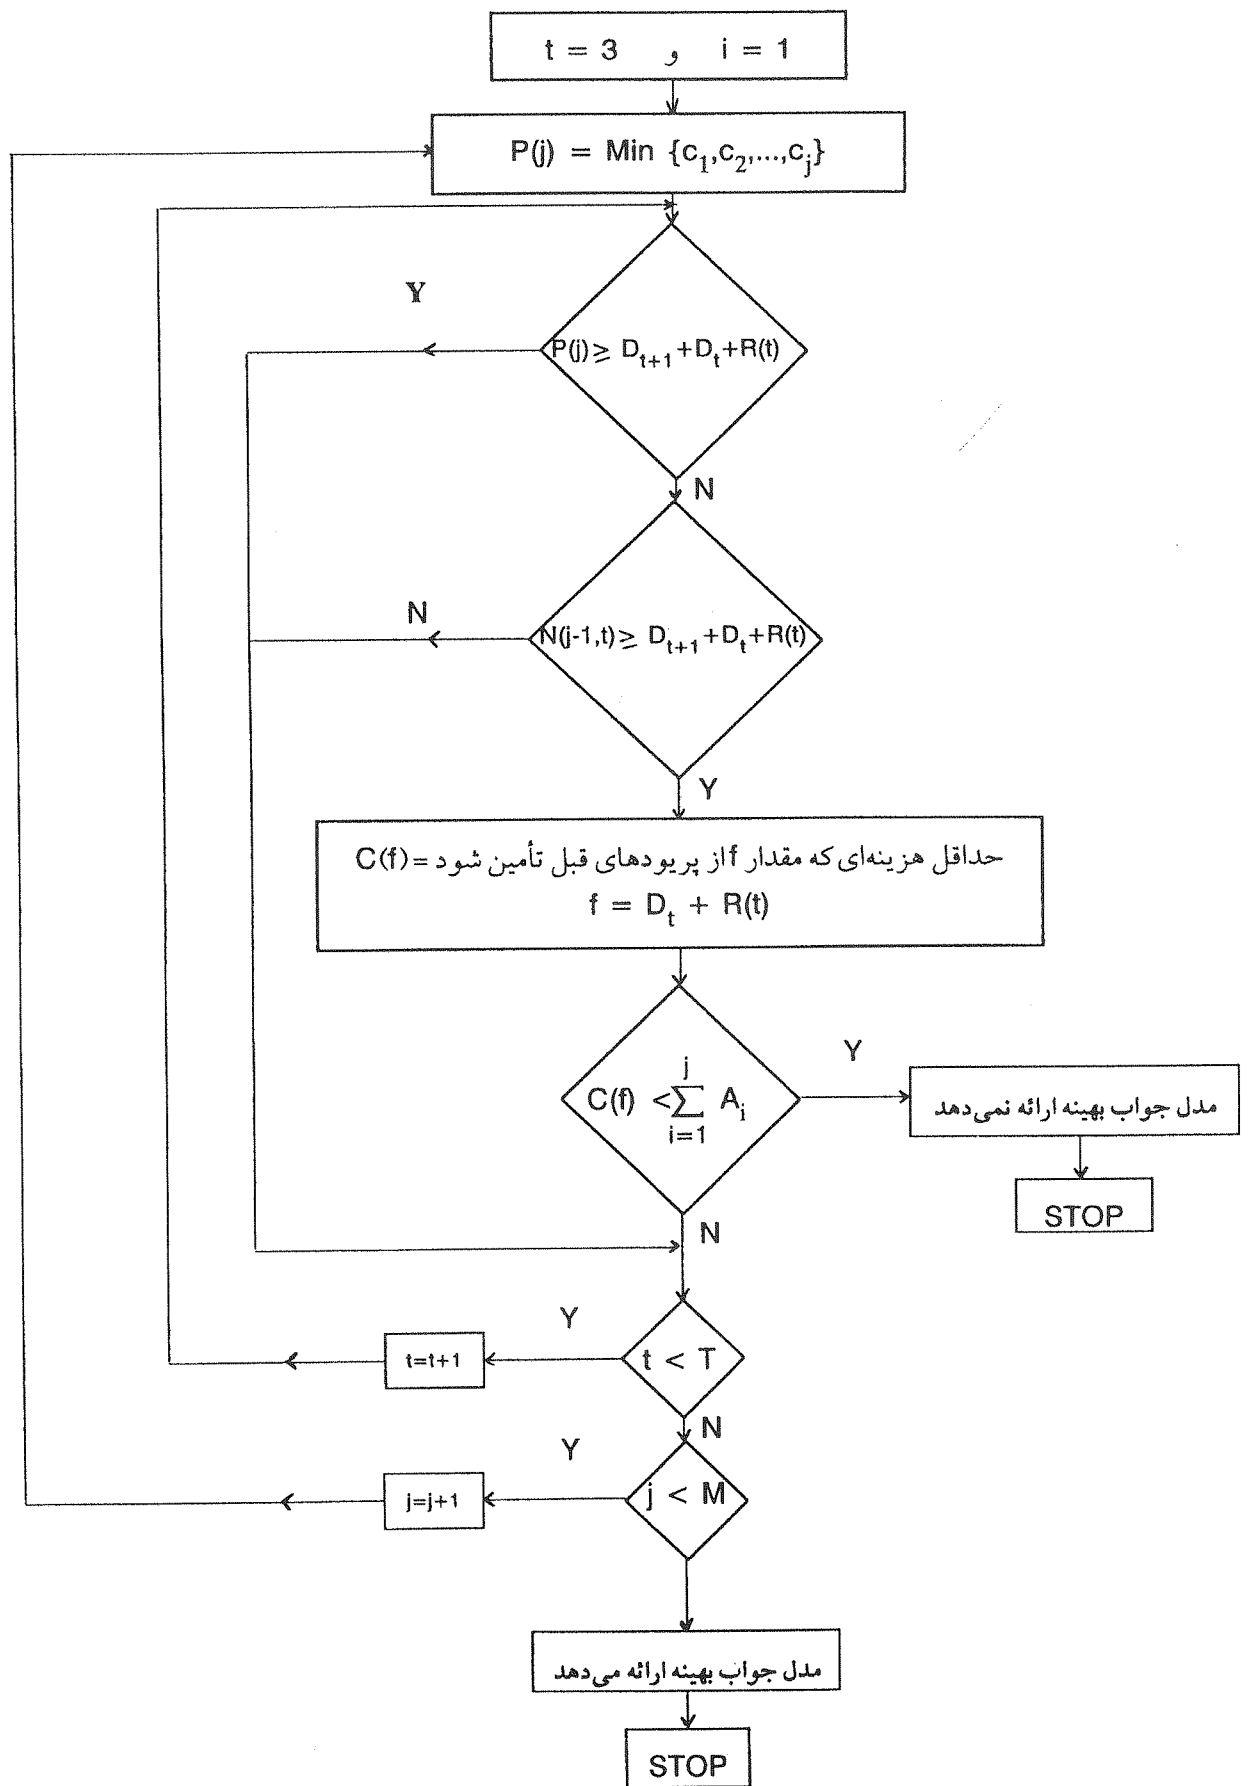 t = 3 و i = 1
P(j) = Min {c₁,c₂,...,cⱼ}
Y
P(j) ≥ Dₜ₊₁+Dₜ+R(t)
N
N
N(j-1,t) ≥ Dₜ₊₁+Dₜ+R(t)
Y
حداقل هزینه‌ای که مقدار f از پریودهای قبل تأمین شود = C(f)
f = Dₜ + R(t)
j
Y
C(f) < ∑ Aᵢ
i=1
مدل جواب بهینه ارائه نمی‌دهد
STOP
N
Y
t=t+1
t < T
N
Y
j=j+1
j < M
مدل جواب بهینه ارائه می‌دهد
STOP